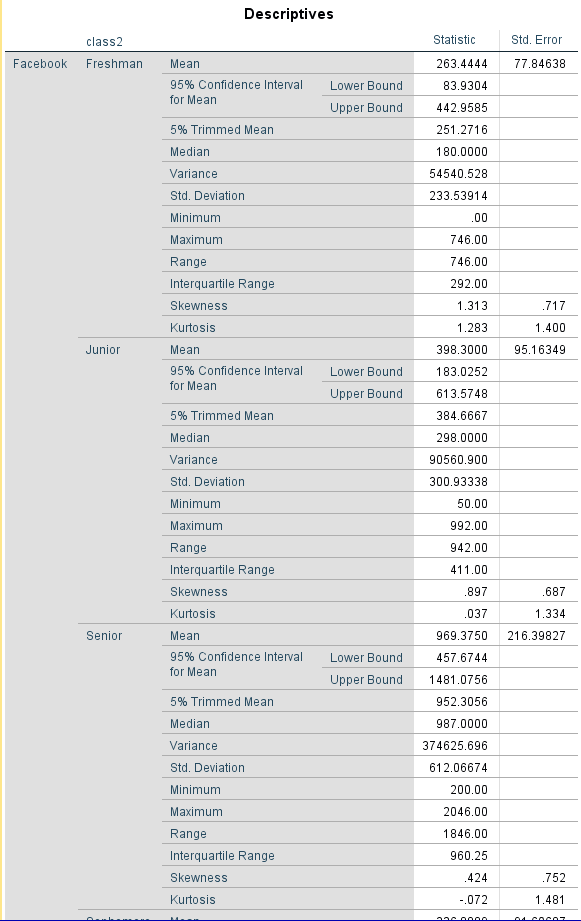 Descriptives
class2 Statistic Std. Error
Facebook Freshman Mean 263.4444 77.84638
95% Confidence Interval for Mean Lower Bound 83.9304
Upper Bound 442.9585
5% Trimmed Mean 251.2716
Median 180.0000
Variance 54540.528
Std. Deviation 233.53914
Minimum .00
Maximum 746.00
Range 746.00
Interquartile Range 292.00
Skewness 1.313 .717
Kurtosis 1.283 1.400
Junior Mean 398.3000 95.16349
95% Confidence Interval for Mean Lower Bound 183.0252
Upper Bound 613.5748
5% Trimmed Mean 384.6667
Median 298.0000
Variance 90560.900
Std. Deviation 300.93338
Minimum 50.00
Maximum 992.00
Range 942.00
Interquartile Range 411.00
Skewness .897 .687
Kurtosis .037 1.334
Senior Mean 969.3750 216.39827
95% Confidence Interval for Mean Lower Bound 457.6744
Upper Bound 1481.0756
5% Trimmed Mean 952.3056
Median 987.0000
Variance 374625.696
Std. Deviation 612.06674
Minimum 200.00
Maximum 2046.00
Range 1846.00
Interquartile Range 960.25
Skewness .424 .752
Kurtosis -.072 1.481
Sophomore Mean